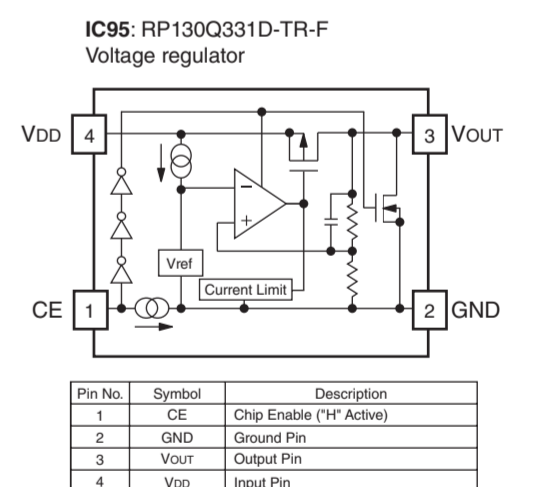 IC95: RP130Q331D-TR-F
Voltage regulator
VDD 4
3 VOUT
−
+
Vref
Current Limit
CE 1
2 GND
Pin No. Symbol Description
1 CE Chip Enable ("H" Active)
2 GND Ground Pin
3 VOUT Output Pin
4 VDD Input Pin